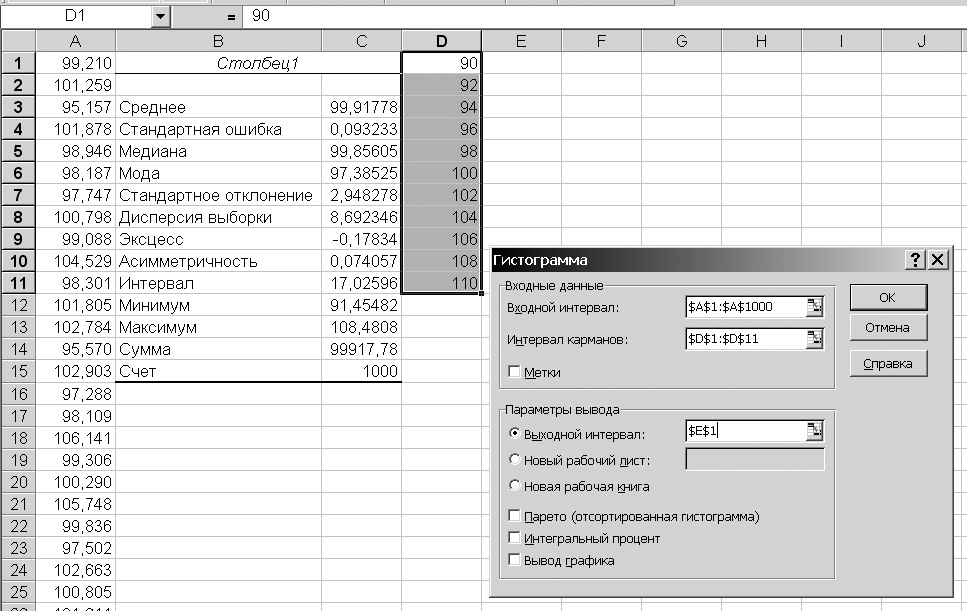 D1 = 90
A B C D E F G H I J
1 99,210 Столбец1 90
2 101,259 92
3 95,157 Среднее 99,91778 94
4 101,878 Стандартная ошибка 0,093233 96
5 98,946 Медиана 99,85605 98
6 98,187 Мода 97,38525 100
7 97,747 Стандартное отклонение 2,948278 102
8 100,798 Дисперсия выборки 8,692346 104
9 99,088 Эксцесс -0,17834 106
10 104,529 Асимметричность 0,074057 108
11 98,301 Интервал 17,02596 110
12 101,805 Минимум 91,45482
13 102,784 Максимум 108,4808
14 95,570 Сумма 99917,78
15 102,903 Счет 1000
16 97,288
17 98,109
18 106,141
19 99,306
20 100,290
21 105,748
22 99,836
23 97,502
24 102,663
25 100,805
Гистограмма ? X
Входные данные
Входной интервал: $A$1:$A$1000
Интервал карманов: $D$1:$D$11
Метки
Параметры вывода
Выходной интервал: $E$1
Новый рабочий лист:
Новая рабочая книга
Парето (отсортированная гистограмма)
Интегральный процент
Вывод графика
OK
Отмена
Справка